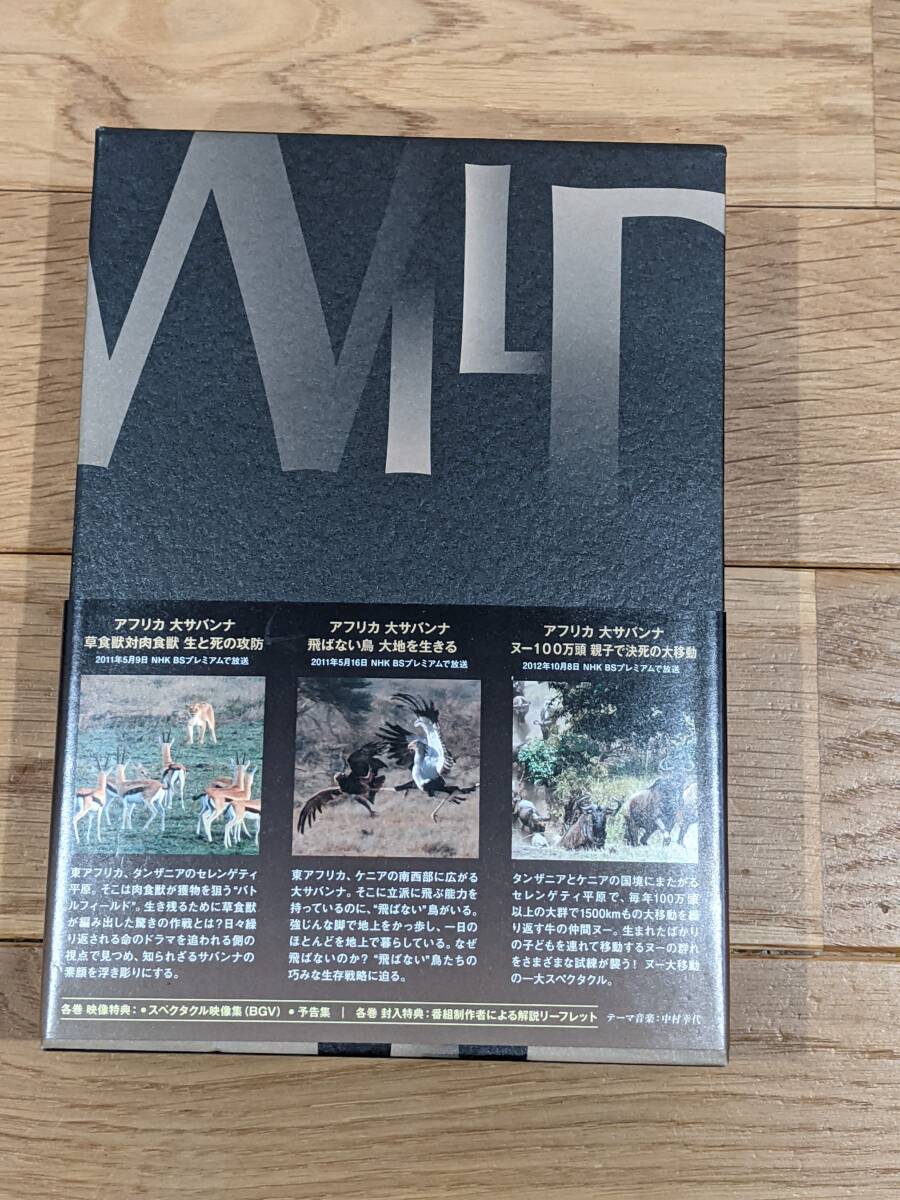 WILD
アフリカ 大サバンナ
草食獣対肉食獣 生と死の攻防
2011年5月9日 NHK BSプレミアムで放送
東アフリカ、タンザニアのセレンゲティ
平原。そこは肉食獣が獲物を狙う“バト
ルフィールド”。生き残るために草食獣
が編み出した驚きの作戦とは?日々繰
り返される命のドラマを追われる側の
視点で見つめ、知られざるサバンナの
素顔を浮き彫りにする。
アフリカ 大サバンナ
飛ばない鳥 大地を生きる
2011年5月16日 NHK BSプレミアムで放送
東アフリカ、ケニアの南西部に広がる
大サバンナ。そこに立派に飛ぶ能力を
持っているのに、“飛ばない”鳥がいる。
強じんな脚で地上をかっ歩し、一日の
ほとんどを地上で暮らしている。なぜ
飛ばないのか? “飛ばない”鳥たちの
巧みな生存戦略に迫る。
アフリカ 大サバンナ
ヌー100万頭 親子で決死の大移動
2012年10月8日 NHK BSプレミアムで放送
タンザニアとケニアの国境にまたがる
セレンゲティ平原で、毎年100万頭
以上の大群で1500kmもの大移動を繰
り返す牛の仲間ヌー。生まれたばかり
の子どもを連れて移動するヌーの群れ
をさまざまな試練が襲う! ヌー大移動
の一大スペクタクル。
各巻 映像特典:●スペクタクル映像集(BGV) ●予告集 | 各巻 封入特典:番組制作者による解説リーフレット テーマ音楽:中村幸代